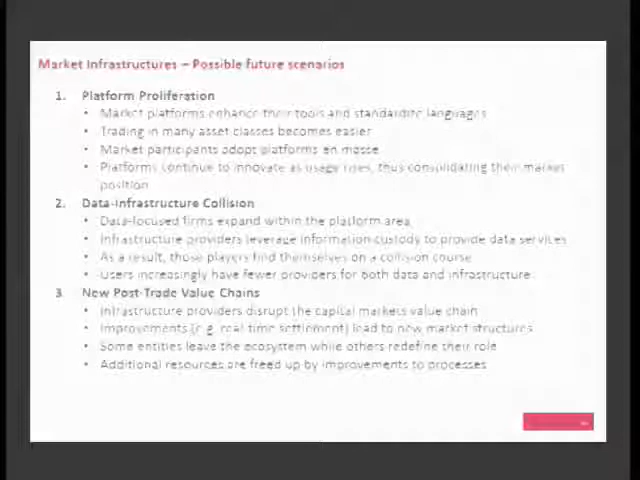 Market Infrastructures – Possible future scenarios
1. Platform Proliferation
• Market platforms enhance their tools and standardize languages
• Trading in many asset classes becomes easier
• Market participants adopt platforms en masse
• Platforms continue to innovate as usage rises, thus consolidating their market
position
2. Data-Infrastructure Collision
• Data-focused firms expand within the platform area
• Infrastructure providers leverage information custody to provide data services
• As a result, those players find themselves on a collision course
• Users increasingly have fewer providers for both data and infrastructure
3 New Post-Trade Value Chains
• Infrastructure providers disrupt the capital markets value chain
• Improvements (e.g. real time settlement) lead to new market structures
• Some entities leave the ecosystem while others redefine their role
• Additional resources are freed up by improvements to processes